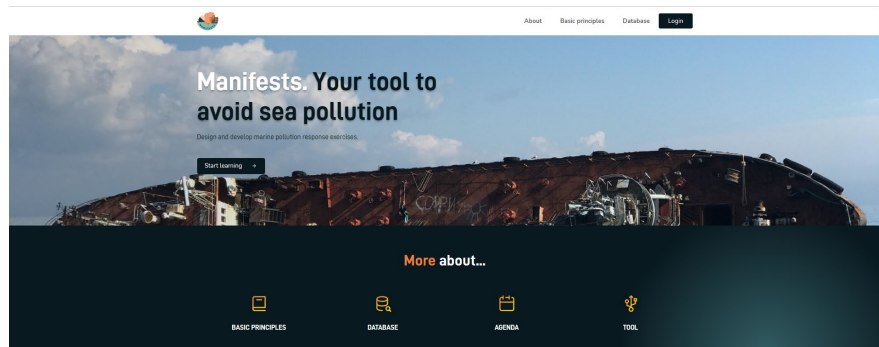 About Basic principles Database Login
Manifests. Your tool to
avoid sea pollution
Design and develop marine pollution response exercises.
Start learning →
More about...
BASIC PRINCIPLES DATABASE AGENDA TOOL